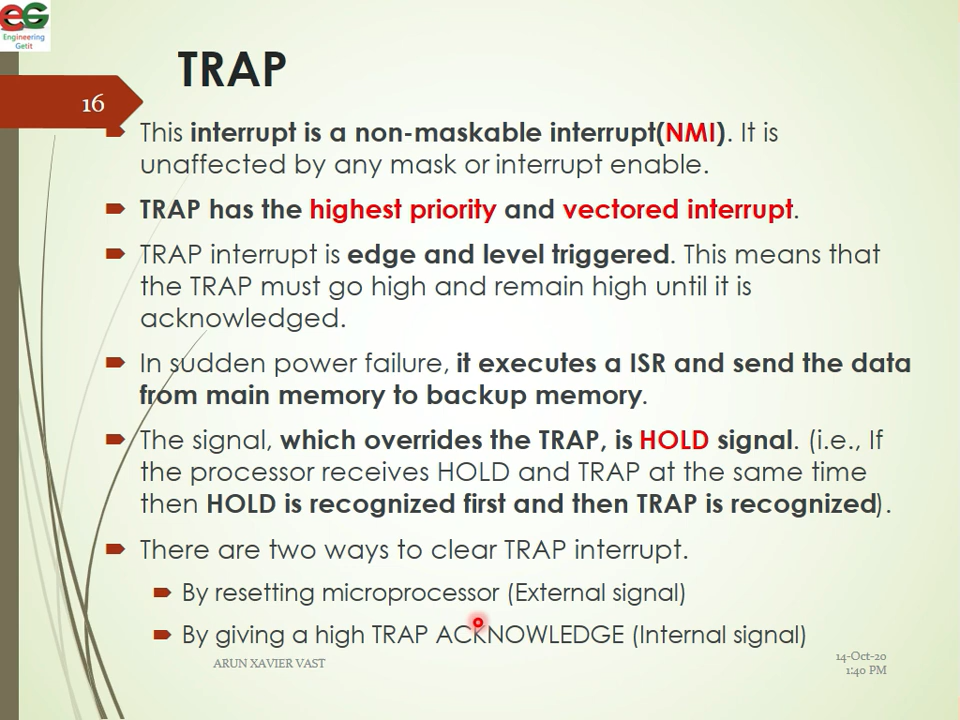 EG
Engineering
Getit
TRAP
16
This interrupt is a non-maskable interrupt(NMI). It is
unaffected by any mask or interrupt enable.
TRAP has the highest priority and vectored interrupt.
TRAP interrupt is edge and level triggered. This means that
the TRAP must go high and remain high until it is
acknowledged.
In sudden power failure, it executes a ISR and send the data
from main memory to backup memory.
The signal, which overrides the TRAP, is HOLD signal. (i.e., If
the processor receives HOLD and TRAP at the same time
then HOLD is recognized first and then TRAP is recognized).
There are two ways to clear TRAP interrupt.
By resetting microprocessor (External signal)
By giving a high TRAP ACKNOWLEDGE (Internal signal)
ARUN XAVIER VAST
14-Oct-20
1:40 PM